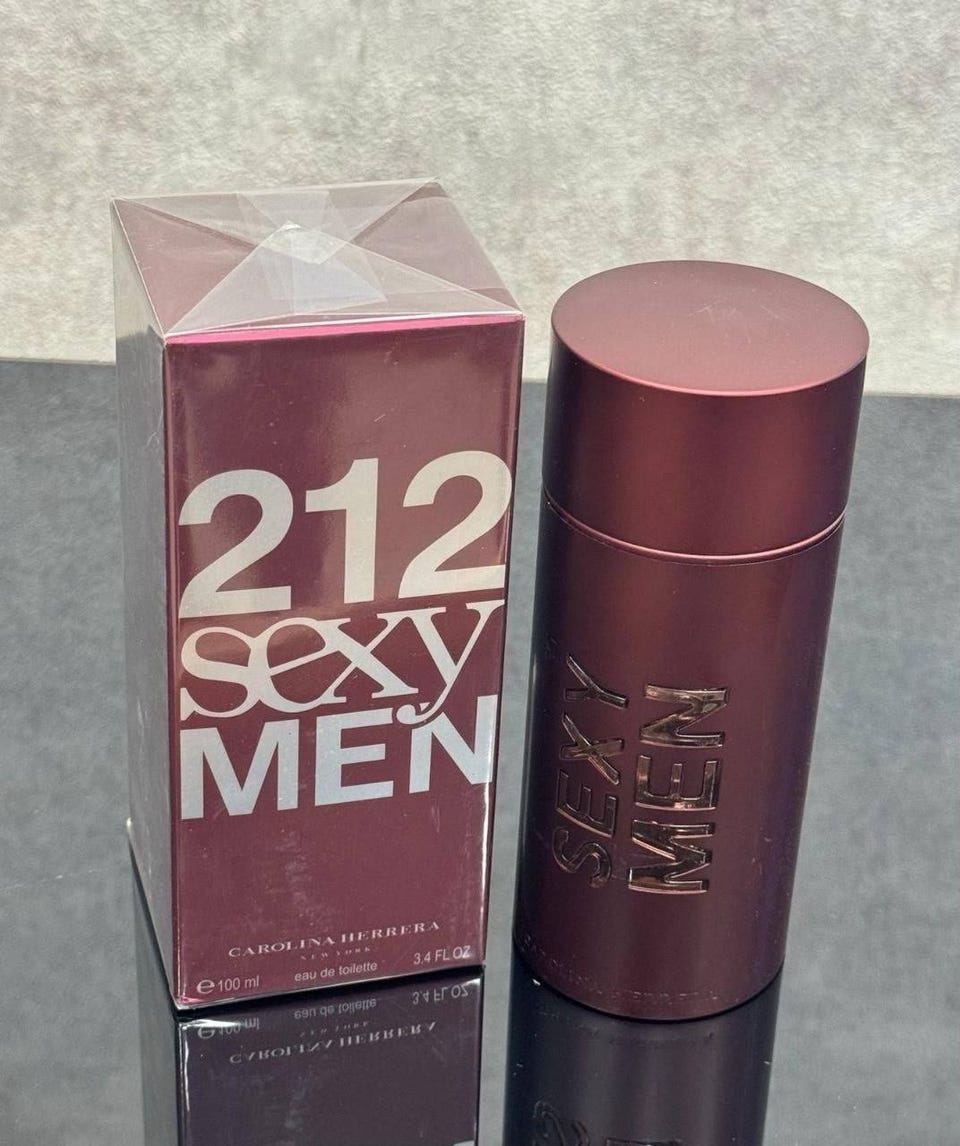 212
sexy
MEN
CAROLINA HERRERA
NEW YORK
℮100 ml
eau de toilette
3.4 FL OZ
SEXY
MEN